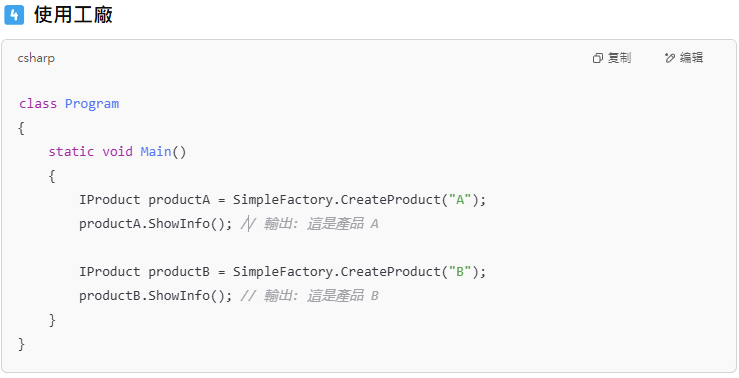 4 使用工廠
csharp 复制 编辑
class Program
{
    static void Main()
    {
        IProduct productA = SimpleFactory.CreateProduct("A");
        productA.ShowInfo(); // 輸出: 這是產品 A

        IProduct productB = SimpleFactory.CreateProduct("B");
        productB.ShowInfo(); // 輸出: 這是產品 B
    }
}